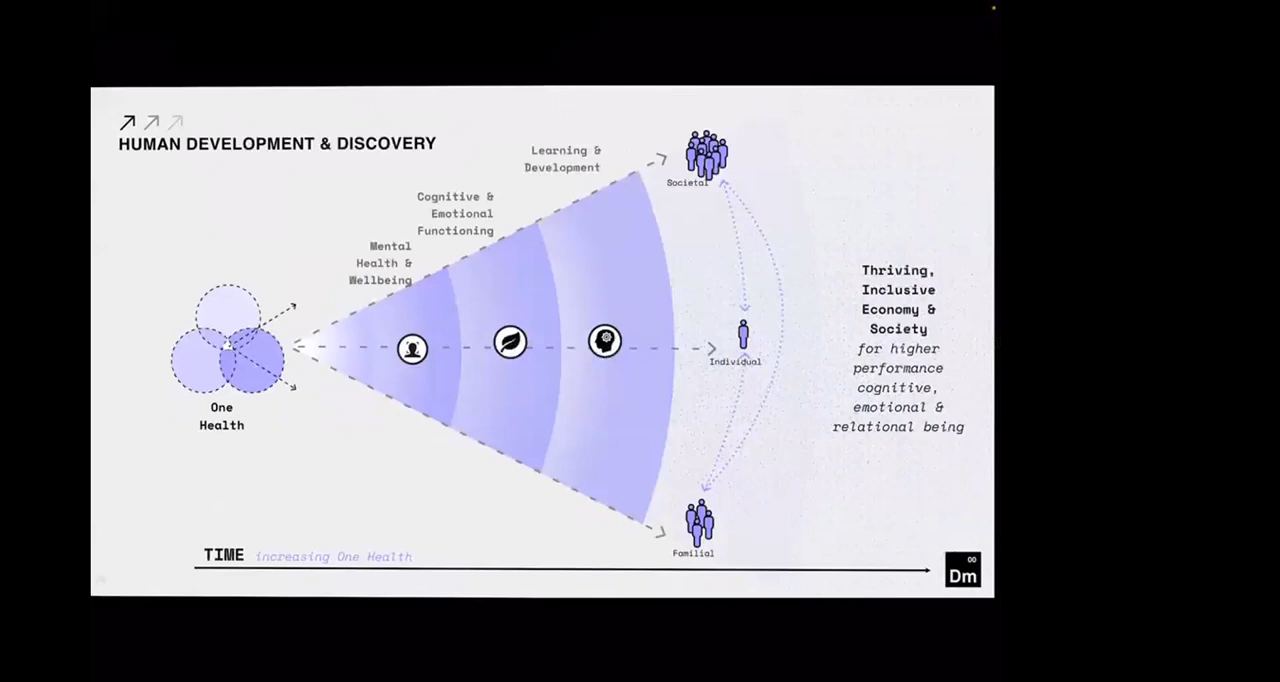 HUMAN DEVELOPMENT & DISCOVERY
Learning &
Development
Cognitive &
Emotional
Functioning
Mental
Health &
Wellbeing
Societal
Individual
Familial
One
Health
Thriving,
Inclusive
Economy &
Society
for higher
performance
cognitive,
emotional &
relational being
TIME increasing One Health
∞
Dm